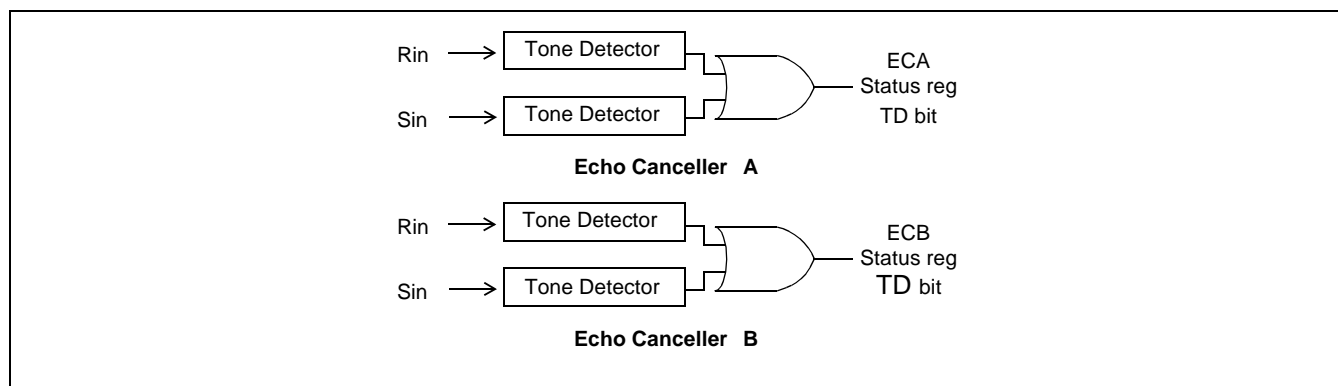 Rin
Tone Detector
Sin
Tone Detector
ECA
Status reg
TD bit
Echo Canceller A
Rin
Tone Detector
Sin
Tone Detector
ECB
Status reg
TD bit
Echo Canceller B